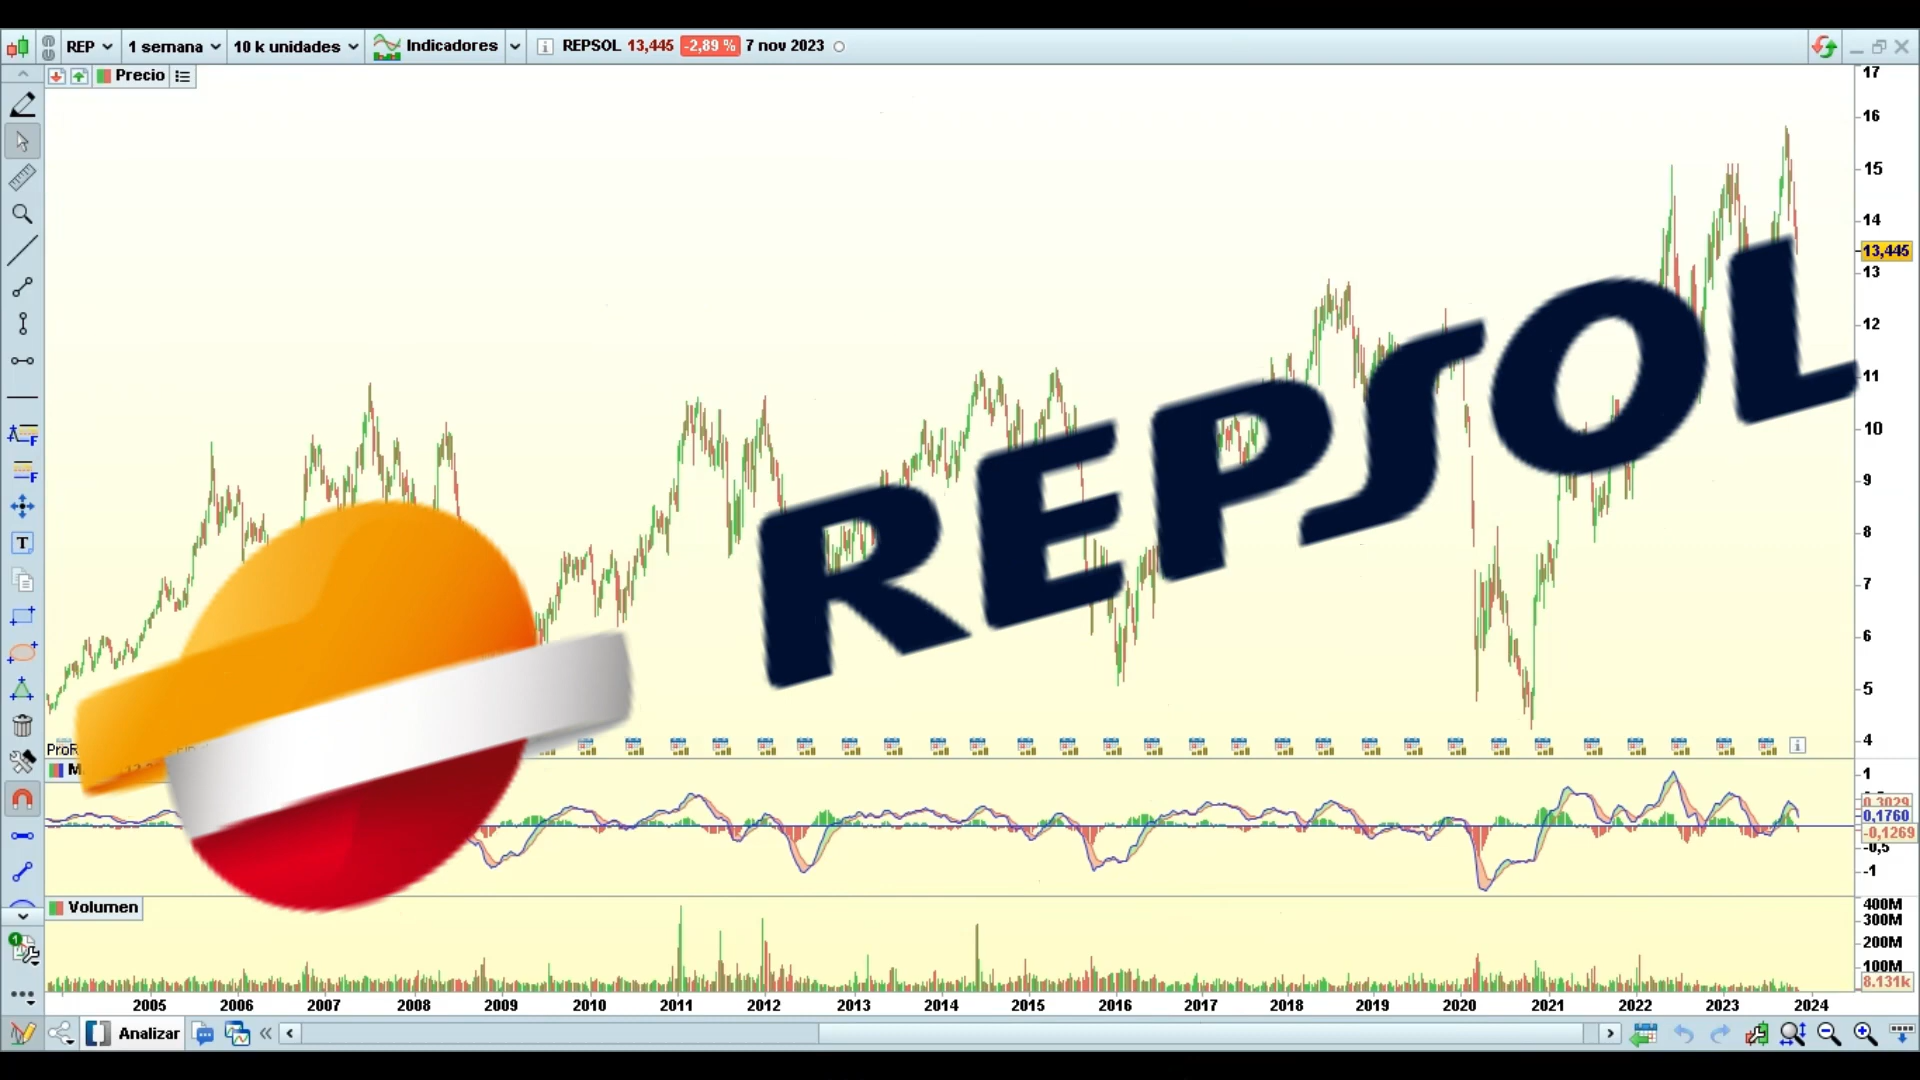 REP 1 semana 10 k unidades Indicadores REPSOL 13,445 -2,89 % 7 nov 2023
Precio
17
16
15
14
13,445
13
12
11
10
9
8
7
6
5
4
REPSOL
ProR
M
1
0,3029
0,1760
-0,1269
-0,5
-1
Volumen
400M
300M
200M
100M
8.131k
2005 2006 2007 2008 2009 2010 2011 2012 2013 2014 2015 2016 2017 2018 2019 2020 2021 2022 2023 2024
Analizar